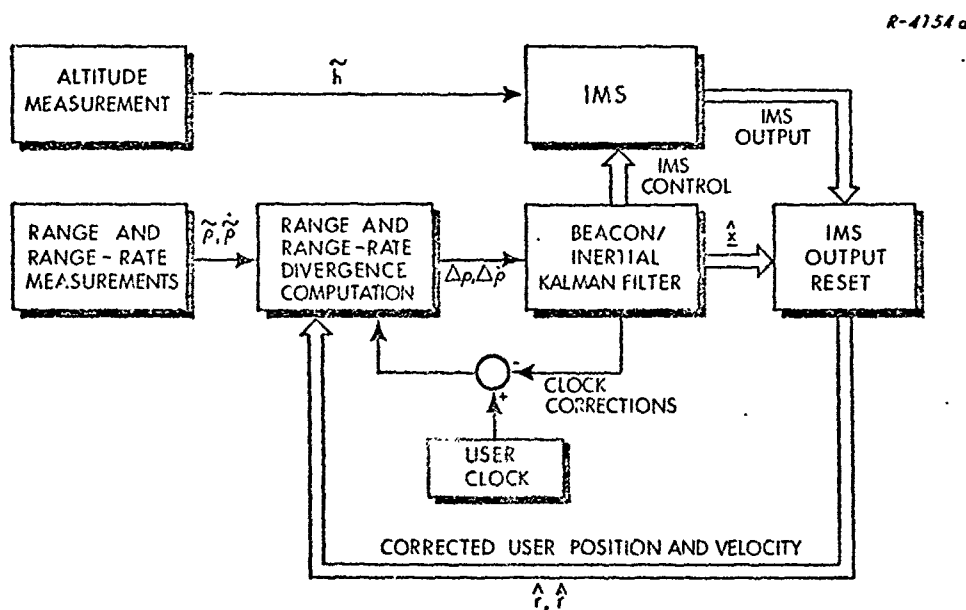 R-4754a
ALTITUDE
MEASUREMENT
h̃
IMS
IMS
OUTPUT
IMS
CONTROL
RANGE AND
RANGE-RATE
MEASUREMENTS
ρ̃, ρ̇̃
RANGE AND
RANGE-RATE
DIVERGENCE
COMPUTATION
Δρ, Δρ̇
BEACON/
INERTIAL
KALMAN FILTER
x̂
IMS
OUTPUT
RESET
-
CLOCK
CORRECTIONS
+
USER
CLOCK
CORRECTED USER POSITION AND VELOCITY
r̂, ṙ̂